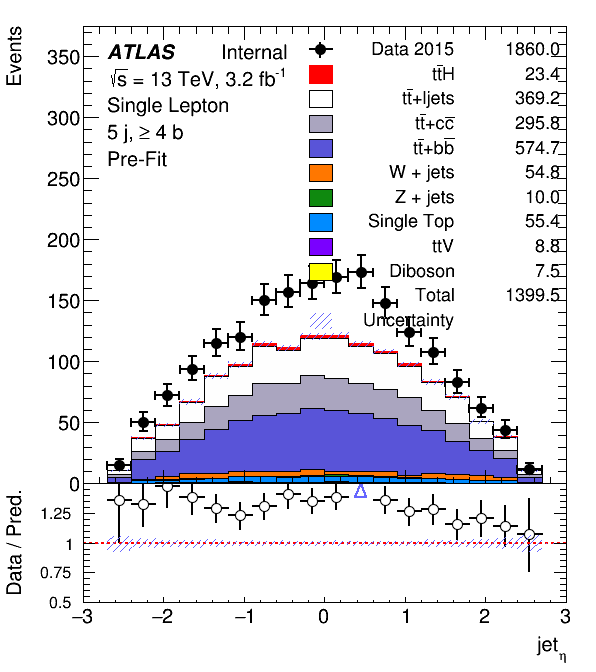 Events
350
300
250
200
150
100
50
0
ATLAS Internal
√s = 13 TeV, 3.2 fb⁻¹
Single Lepton
5 j, ≥ 4 b
Pre-Fit
Data 2015 1860.0
tt̅H 23.4
tt̅+ljets 369.2
tt̅+cc̅ 295.8
tt̅+bb̅ 574.7
W + jets 54.8
Z + jets 10.0
Single Top 55.4
ttV 8.8
Diboson 7.5
Total 1399.5
Uncertainty
Data / Pred.
1.25
1
0.75
0.5
−3 −2 −1 0 1 2 3
jet_η